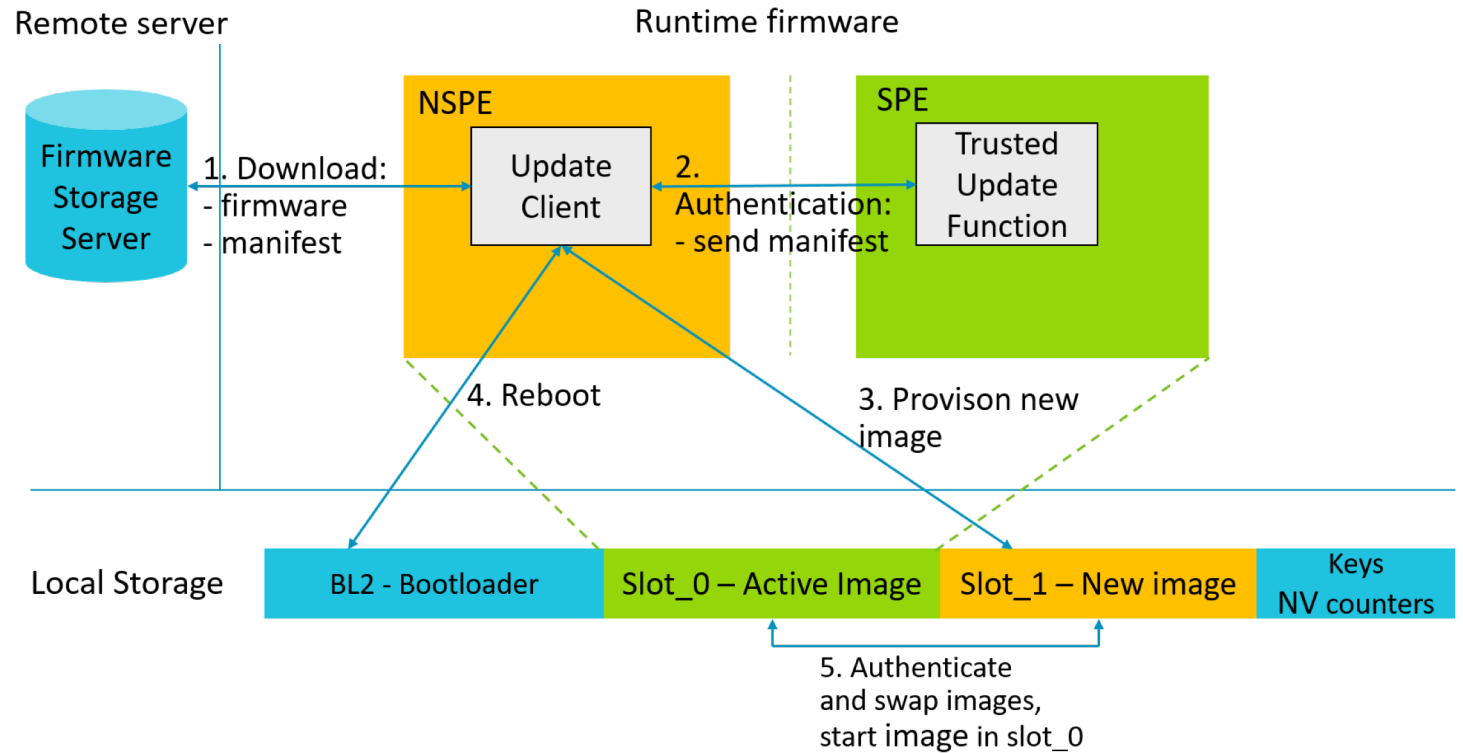 Remote server
Runtime firmware
Firmware
Storage
Server
1. Download:
- firmware
- manifest
NSPE
Update
Client
2.
Authentication:
- send manifest
SPE
Trusted
Update
Function
4. Reboot
3. Provison new
image
Local Storage
BL2 - Bootloader
Slot_0 – Active Image
Slot_1 – New image
Keys
NV counters
5. Authenticate
and swap images,
start image in slot_0